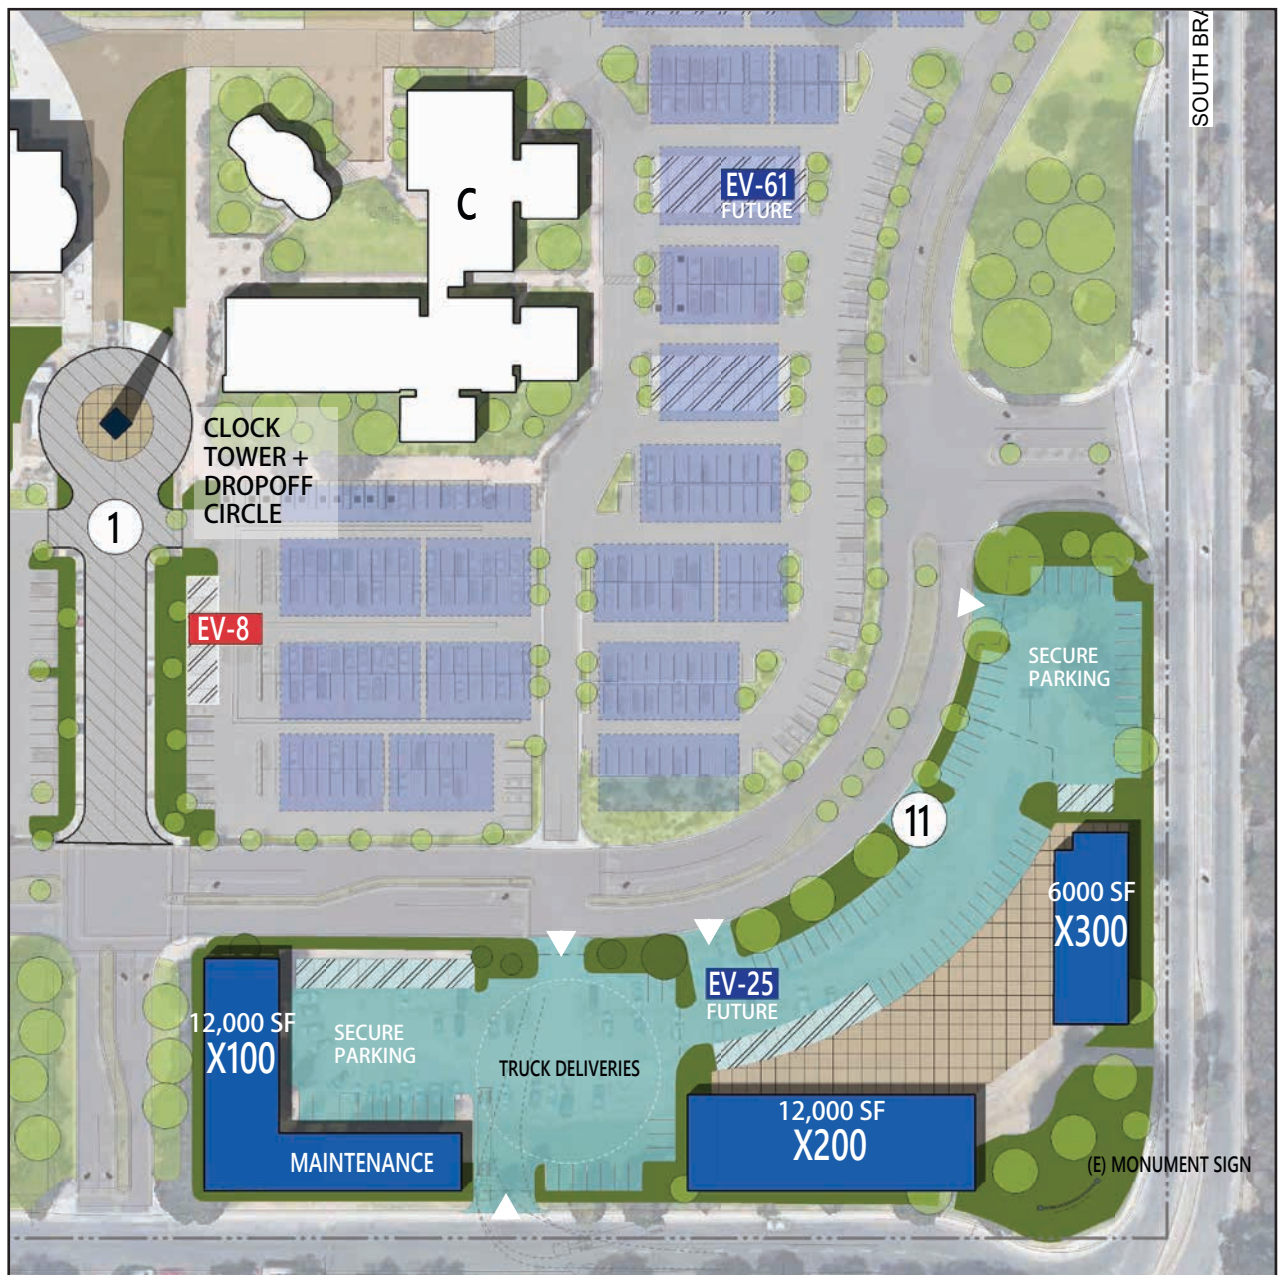 SOUTH BRA
C
EV-61
FUTURE
CLOCK
TOWER +
DROPOFF
CIRCLE
1
EV-8
SECURE
PARKING
11
6000 SF
X300
EV-25
FUTURE
12,000 SF
X100
SECURE
PARKING
TRUCK DELIVERIES
12,000 SF
X200
MAINTENANCE
(E) MONUMENT SIGN